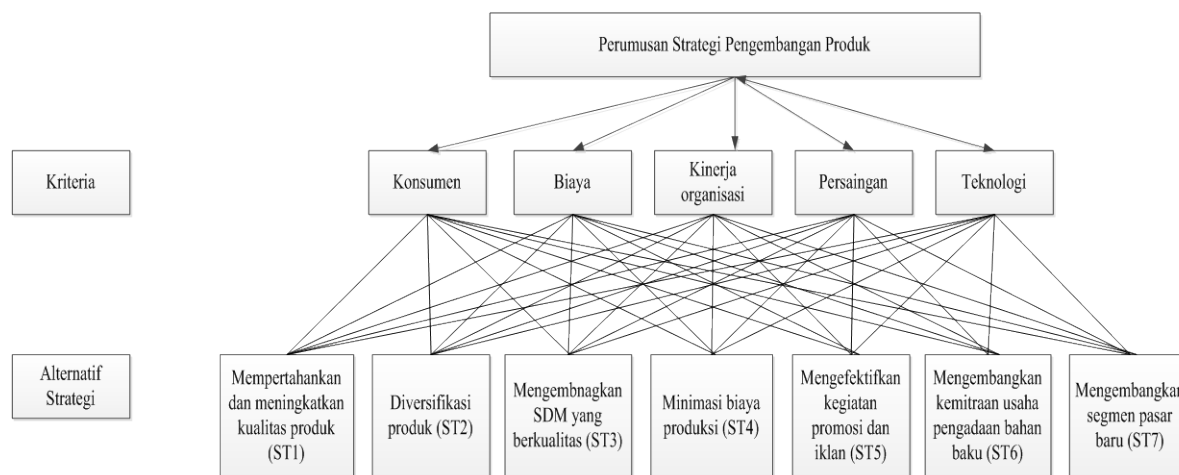 Perumusan Strategi Pengembangan Produk
Kriteria
Konsumen
Biaya
Kinerja
organisasi
Persaingan
Teknologi
Alternatif
Strategi
Mempertahankan
dan meningkatkan
kualitas produk
(ST1)
Diversifikasi
produk (ST2)
Mengembnagkan
SDM yang
berkualitas (ST3)
Minimasi biaya
produksi (ST4)
Mengefektifkan
kegiatan
promosi dan
iklan (ST5)
Mengembangkan
kemitraan usaha
pengadaan bahan
baku (ST6)
Mengembangkan
segmen pasar
baru (ST7)